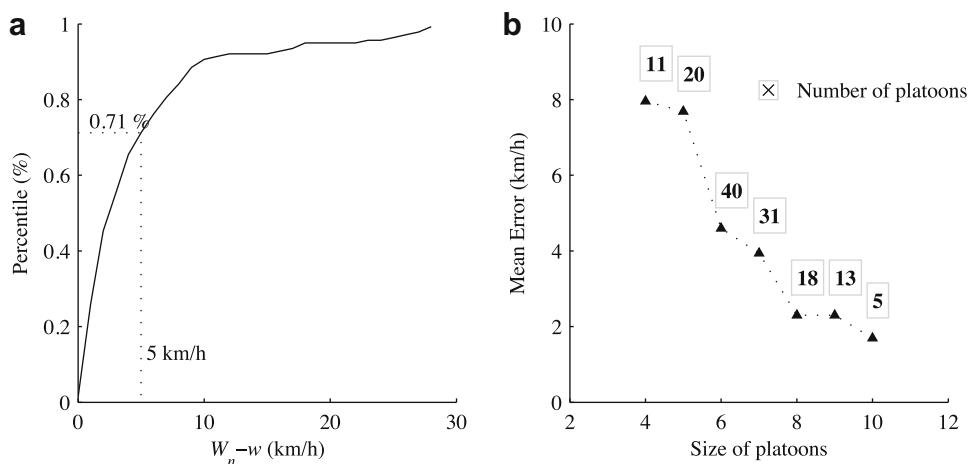 a
1
0.8
0.6
0.4
0.2
0
0.71 %
5 km/h
Percentile (%)
0 10 20 30
W_n–w (km/h)
b
10
8
6
4
2
0
11
20
40
31
18
13
5
Number of platoons
Mean Error (km/h)
2 4 6 8 10 12
Size of platoons